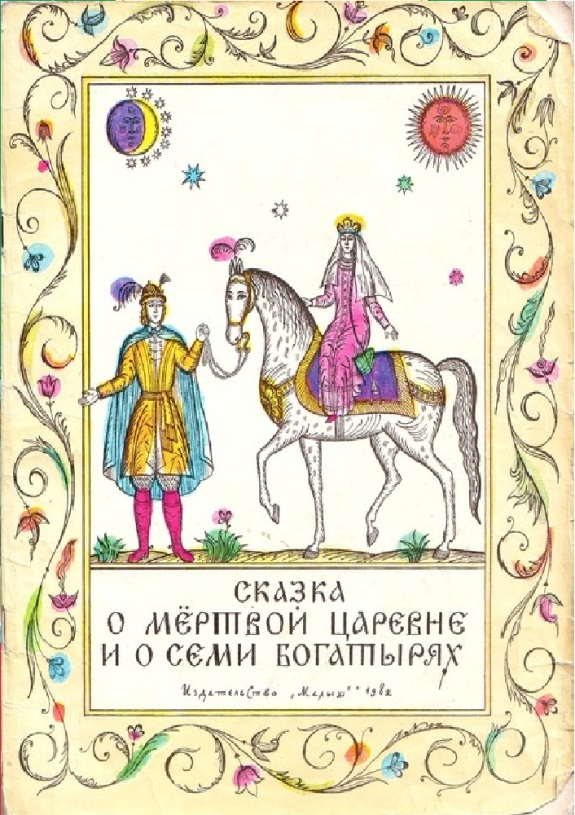 СКАЗКА
О МЁРТВОЙ ЦАРЕВНЕ
И О СЕМИ БОГАТЫРЯХ
Издательство „Малыш" 1982